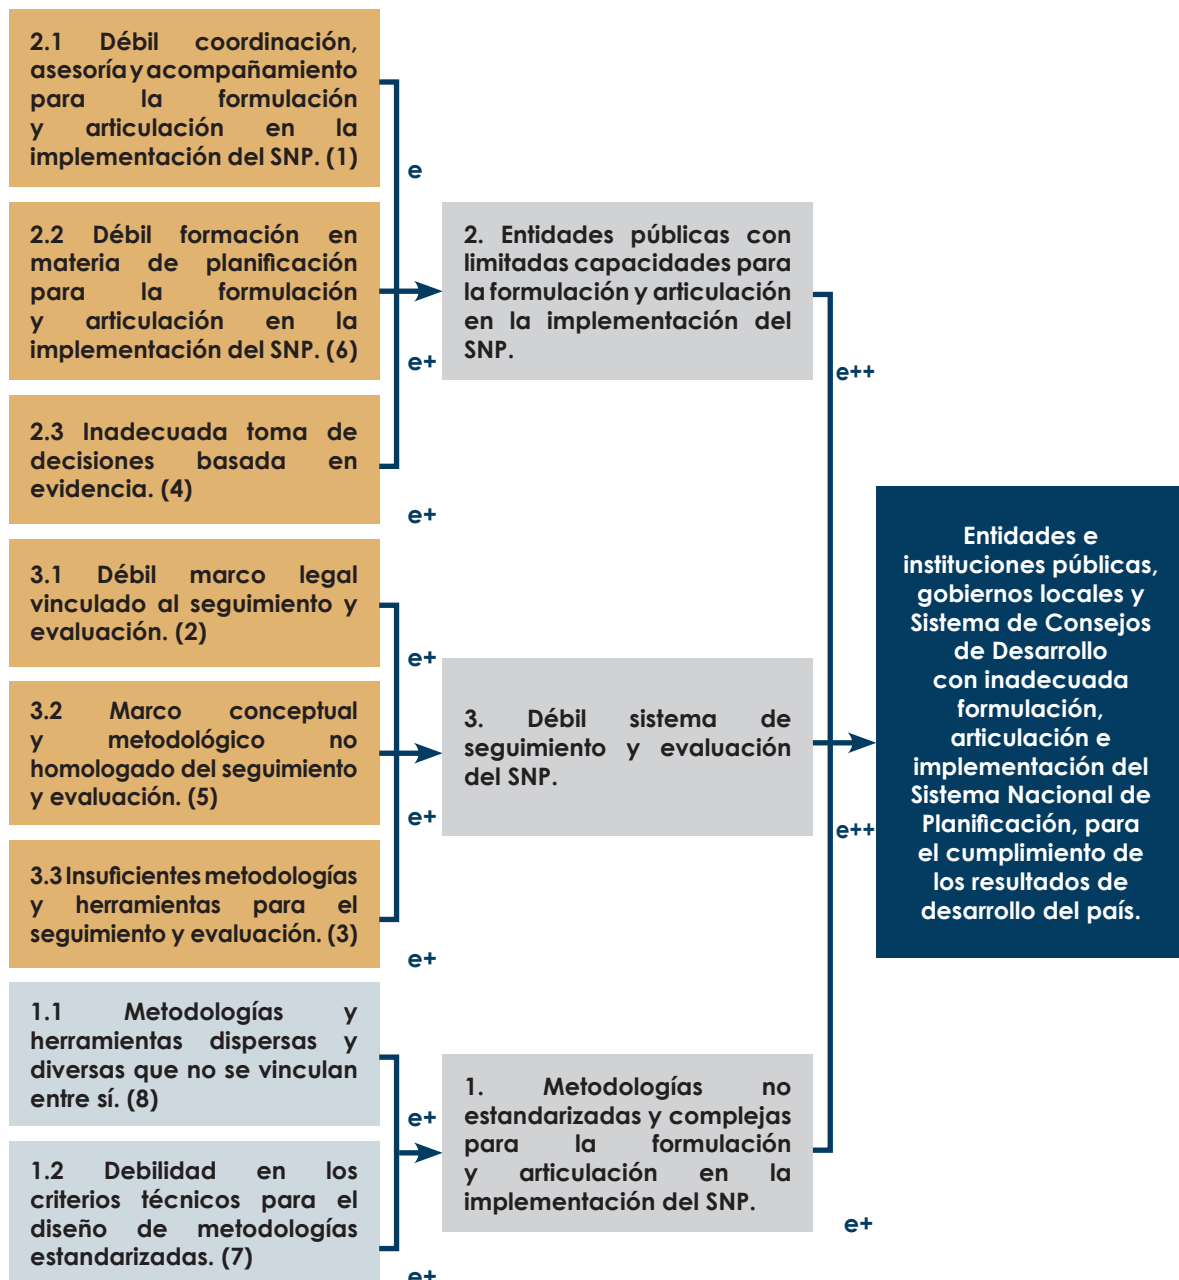 2.1 Débil coordinación,
asesoría y acompañamiento
para la formulación
y articulación en la
implementación del SNP. (1)
e
2.2 Débil formación en
materia de planificación
para la formulación
y articulación en la
implementación del SNP. (6)
e+
2.3 Inadecuada toma de
decisiones basada en
evidencia. (4)
e+
2. Entidades públicas con
limitadas capacidades para
la formulación y articulación
en la implementación del
SNP.
e++
3.1 Débil marco legal
vinculado al seguimiento y
evaluación. (2)
e+
3.2 Marco conceptual
y metodológico no
homologado del seguimiento
y evaluación. (5)
e+
3.3 Insuficientes metodologías
y herramientas para el
seguimiento y evaluación. (3)
e+
3. Débil sistema de
seguimiento y evaluación
del SNP.
e++
1.1 Metodologías y
herramientas dispersas y
diversas que no se vinculan
entre sí. (8)
e+
1.2 Debilidad en los
criterios técnicos para el
diseño de metodologías
estandarizadas. (7)
e+
1. Metodologías no
estandarizadas y complejas
para la formulación
y articulación en la
implementación del SNP.
e+
Entidades e
instituciones públicas,
gobiernos locales y
Sistema de Consejos
de Desarrollo
con inadecuada
formulación,
articulación e
implementación del
Sistema Nacional de
Planificación, para
el cumplimiento de
los resultados de
desarrollo del país.